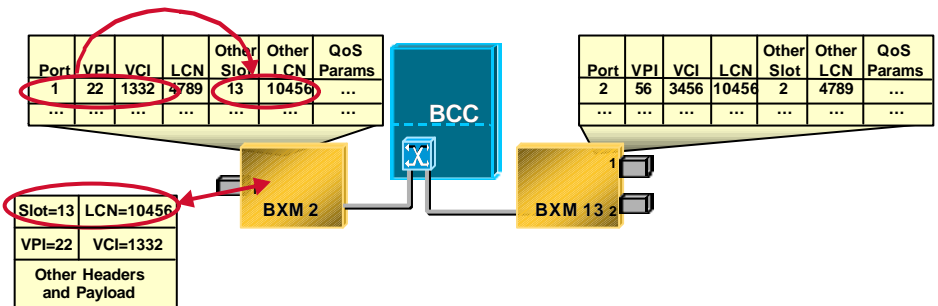 Port VPI VCI LCN Other Slot Other LCN QoS Params
1 22 1332 4789 13 10456 ...
... ... ... ... ... ... ...
Port VPI VCI LCN Other Slot Other LCN QoS Params
2 56 3456 10456 2 4789 ...
... ... ... ... ... ... ...
BCC
BXM 2
BXM 13
1
2
Slot=13 LCN=10456
VPI=22 VCI=1332
Other Headers
and Payload